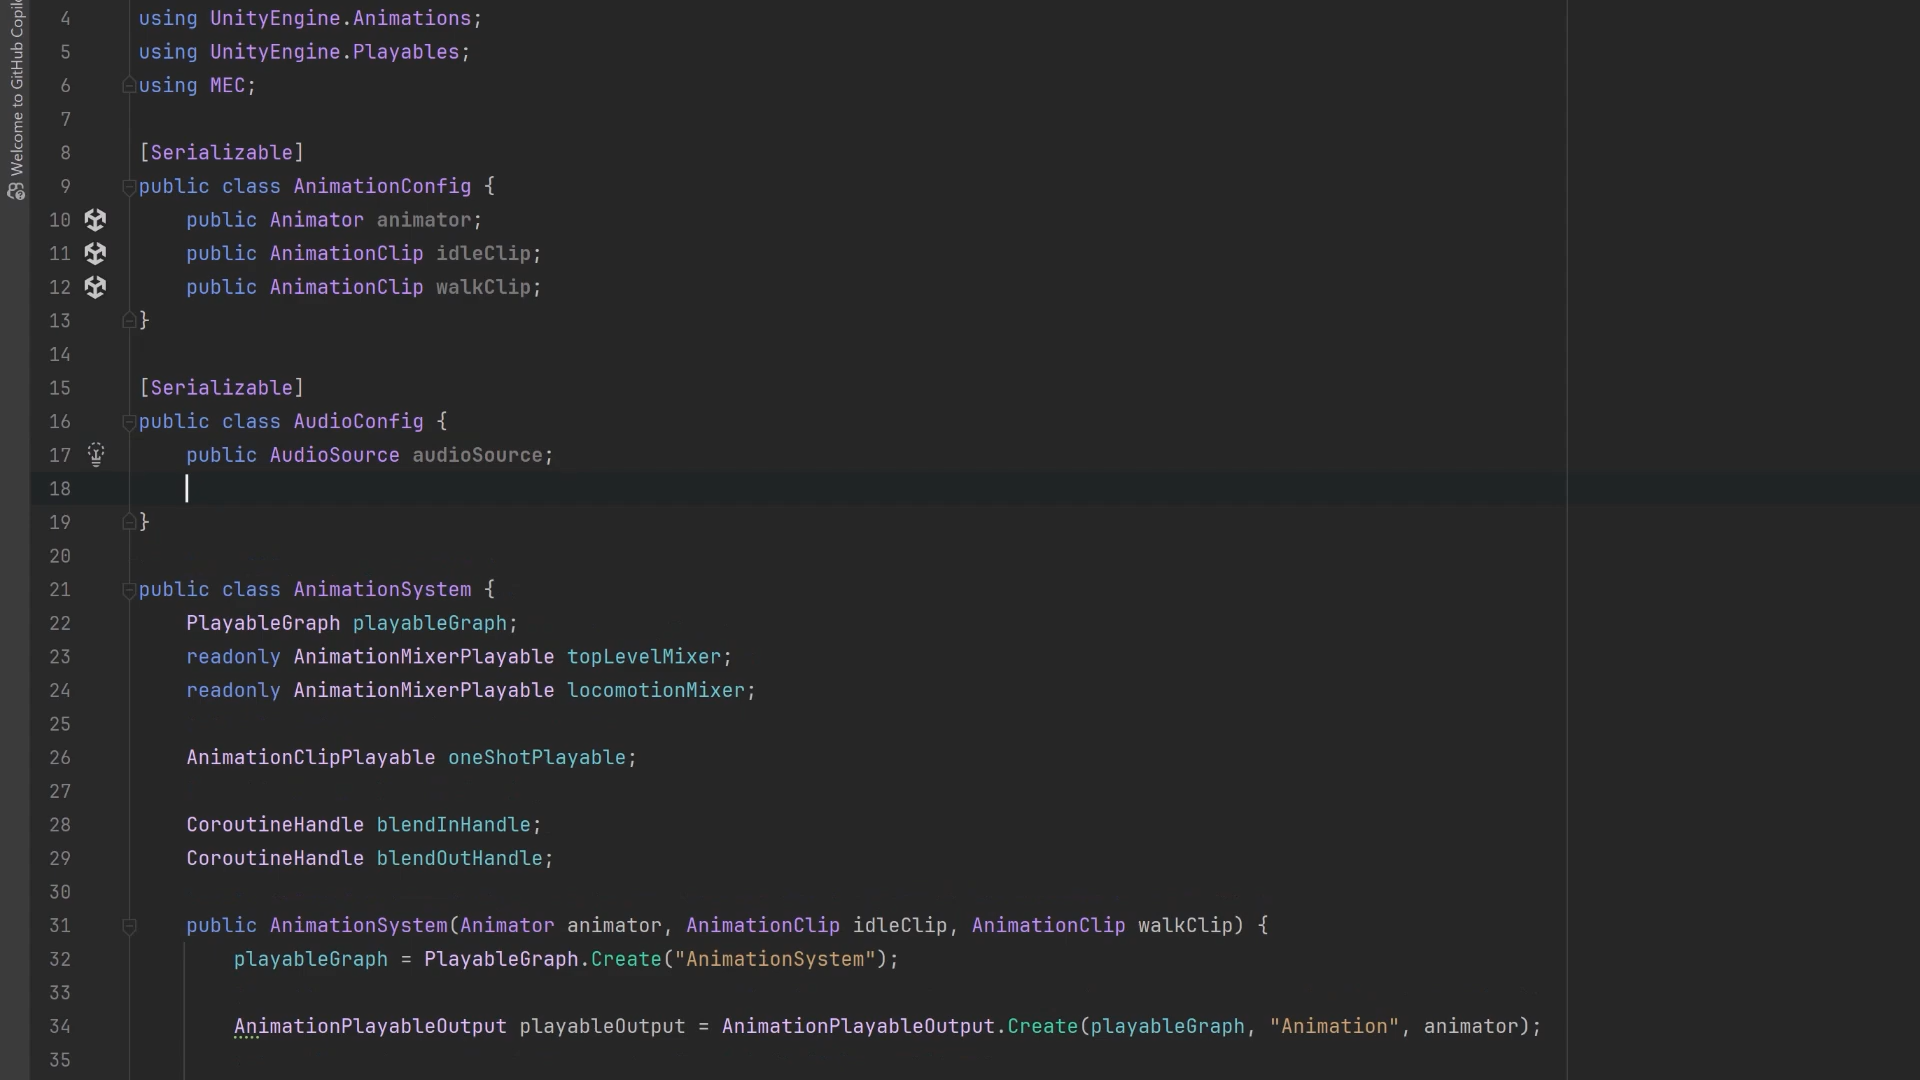 Welcome to GitHub Copil
4 using UnityEngine.Animations;
5 using UnityEngine.Playables;
6 using MEC;
7
8 [Serializable]
9 public class AnimationConfig {
10 public Animator animator;
11 public AnimationClip idleClip;
12 public AnimationClip walkClip;
13 }
14
15 [Serializable]
16 public class AudioConfig {
17 public AudioSource audioSource;
18
19 }
20
21 public class AnimationSystem {
22 PlayableGraph playableGraph;
23 readonly AnimationMixerPlayable topLevelMixer;
24 readonly AnimationMixerPlayable locomotionMixer;
25
26 AnimationClipPlayable oneShotPlayable;
27
28 CoroutineHandle blendInHandle;
29 CoroutineHandle blendOutHandle;
30
31 public AnimationSystem(Animator animator, AnimationClip idleClip, AnimationClip walkClip) {
32 playableGraph = PlayableGraph.Create("AnimationSystem");
33
34 AnimationPlayableOutput playableOutput = AnimationPlayableOutput.Create(playableGraph, "Animation", animator);
35